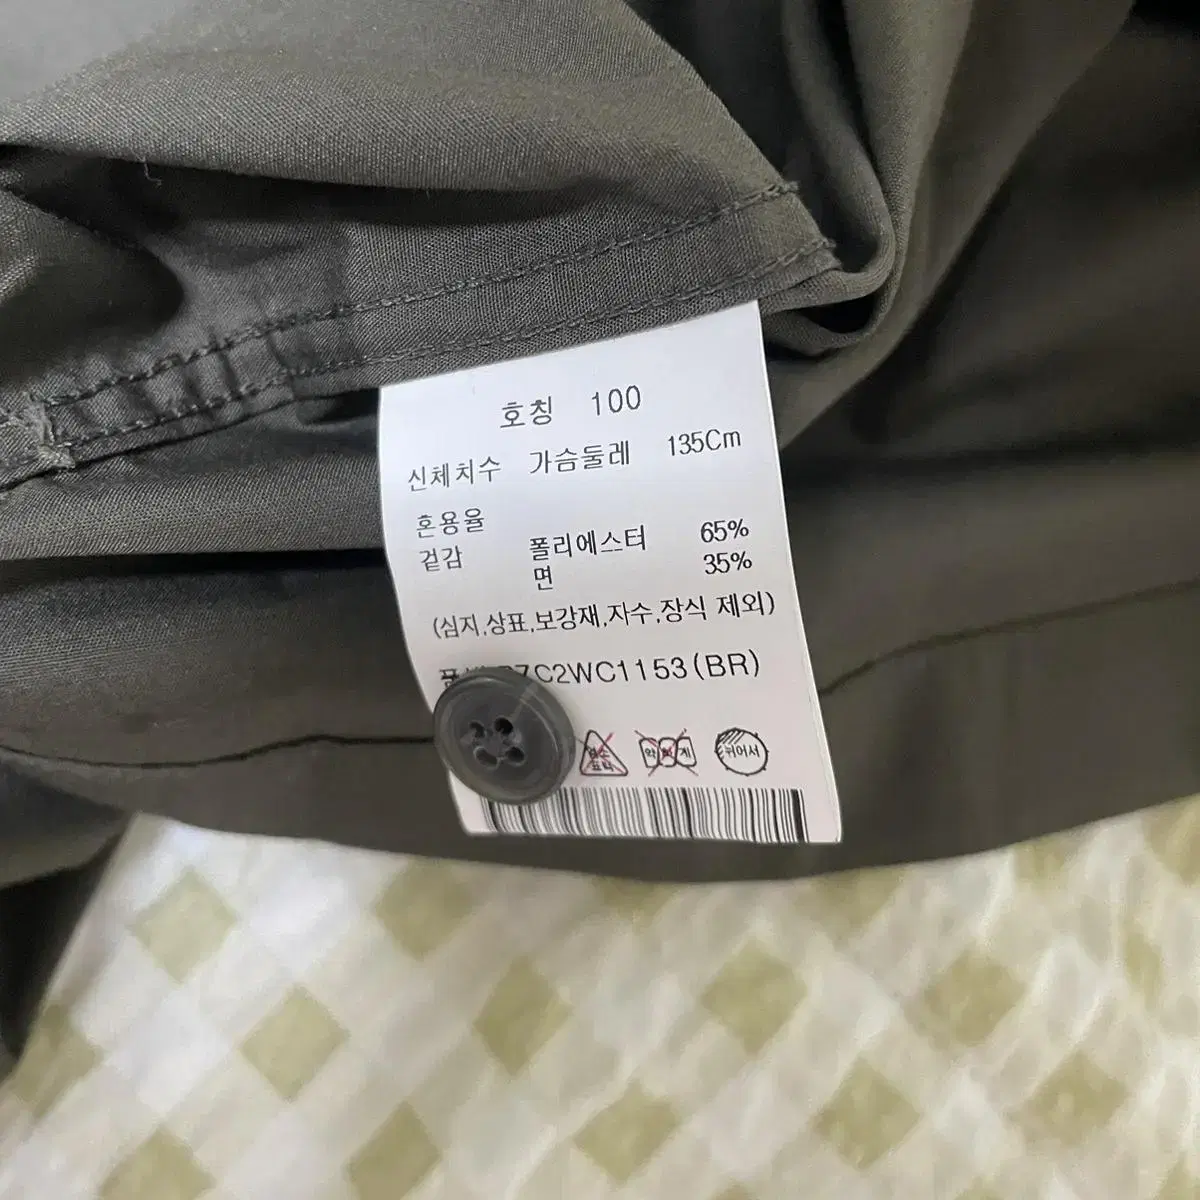 호칭 100
신체치수 가슴둘레 135Cm
혼용율
겉감 폴리에스터 65%
면 35%
(심지,상표,보강재,자수,장식 제외)
7C2WC1153(BR)